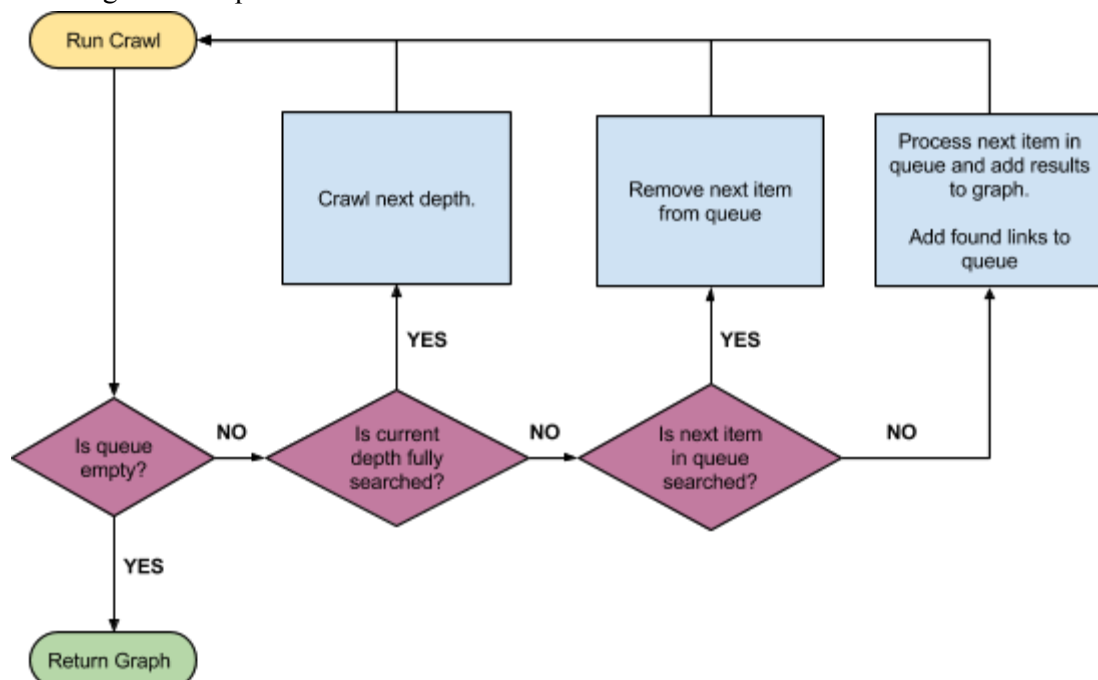 Run Crawl
Crawl next depth.
Remove next item
from queue
Process next item in
queue and add results
to graph.
Add found links to
queue
YES
YES
Is queue
empty?
NO
Is current
depth fully
searched?
NO
Is next item
in queue
searched?
NO
YES
Return Graph